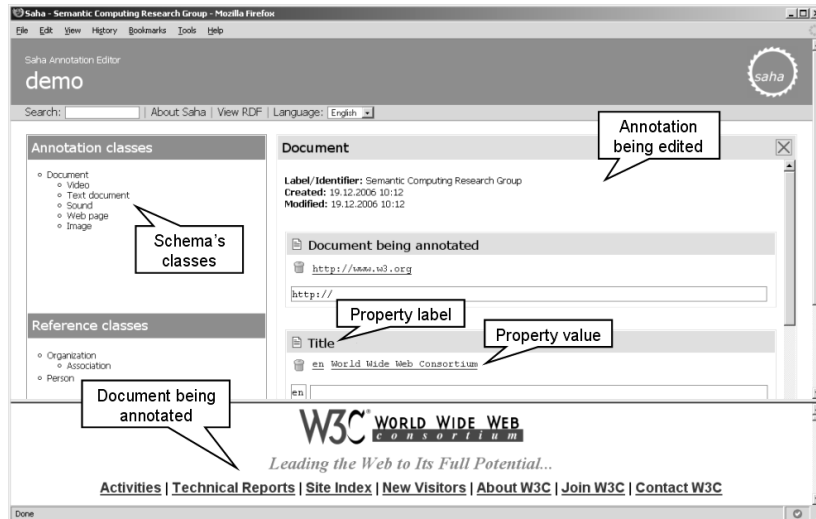 Saha - Semantic Computing Research Group - Mozilla Firefox
File Edit View History Bookmarks Tools Help
Saha Annotation Editor
demo
saha
Search: | About Saha | View RDF | Language: English
Annotation classes
Document
Video
Text document
Sound
Web page
Image
Schema's
classes
Reference classes
Organization
Association
Person
Document
Annotation
being edited
Label/Identifier: Semantic Computing Research Group
Created: 19.12.2006 10:12
Modified: 19.12.2006 10:12
Document being annotated
http://www.w3.org
http://
Property label
Property value
Title
en World Wide Web Consortium
en
Document being
annotated
W3C® WORLD WIDE WEB
consortium
Leading the Web to Its Full Potential...
Activities | Technical Reports | Site Index | New Visitors | About W3C | Join W3C | Contact W3C
Done